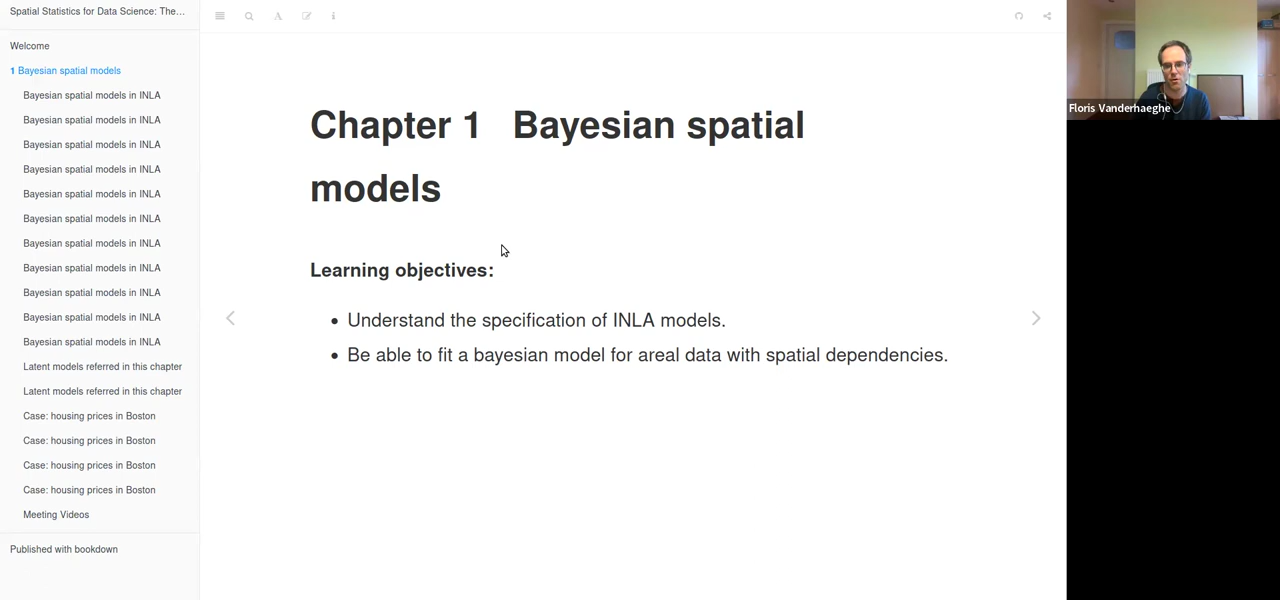 Spatial Statistics for Data Science: The...
Welcome
1 Bayesian spatial models
Bayesian spatial models in INLA
Bayesian spatial models in INLA
Bayesian spatial models in INLA
Bayesian spatial models in INLA
Bayesian spatial models in INLA
Bayesian spatial models in INLA
Bayesian spatial models in INLA
Bayesian spatial models in INLA
Bayesian spatial models in INLA
Bayesian spatial models in INLA
Bayesian spatial models in INLA
Latent models referred in this chapter
Latent models referred in this chapter
Case: housing prices in Boston
Case: housing prices in Boston
Case: housing prices in Boston
Case: housing prices in Boston
Meeting Videos
Published with bookdown
A
i
Chapter 1 Bayesian spatial
models
Learning objectives:
• Understand the specification of INLA models.
• Be able to fit a bayesian model for areal data with spatial dependencies.
Floris Vanderhaeghe